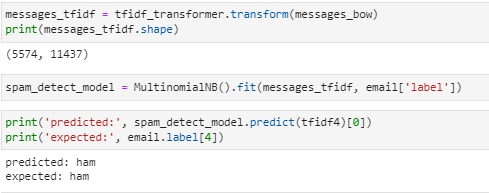 messages_tfidf = tfidf_transformer.transform(messages_bow)
print(messages_tfidf.shape)
(5574, 11437)
spam_detect_model = MultinomialNB().fit(messages_tfidf, email['label'])
print('predicted:', spam_detect_model.predict(tfidf4)[0])
print('expected:', email.label[4])
predicted: ham
expected: ham